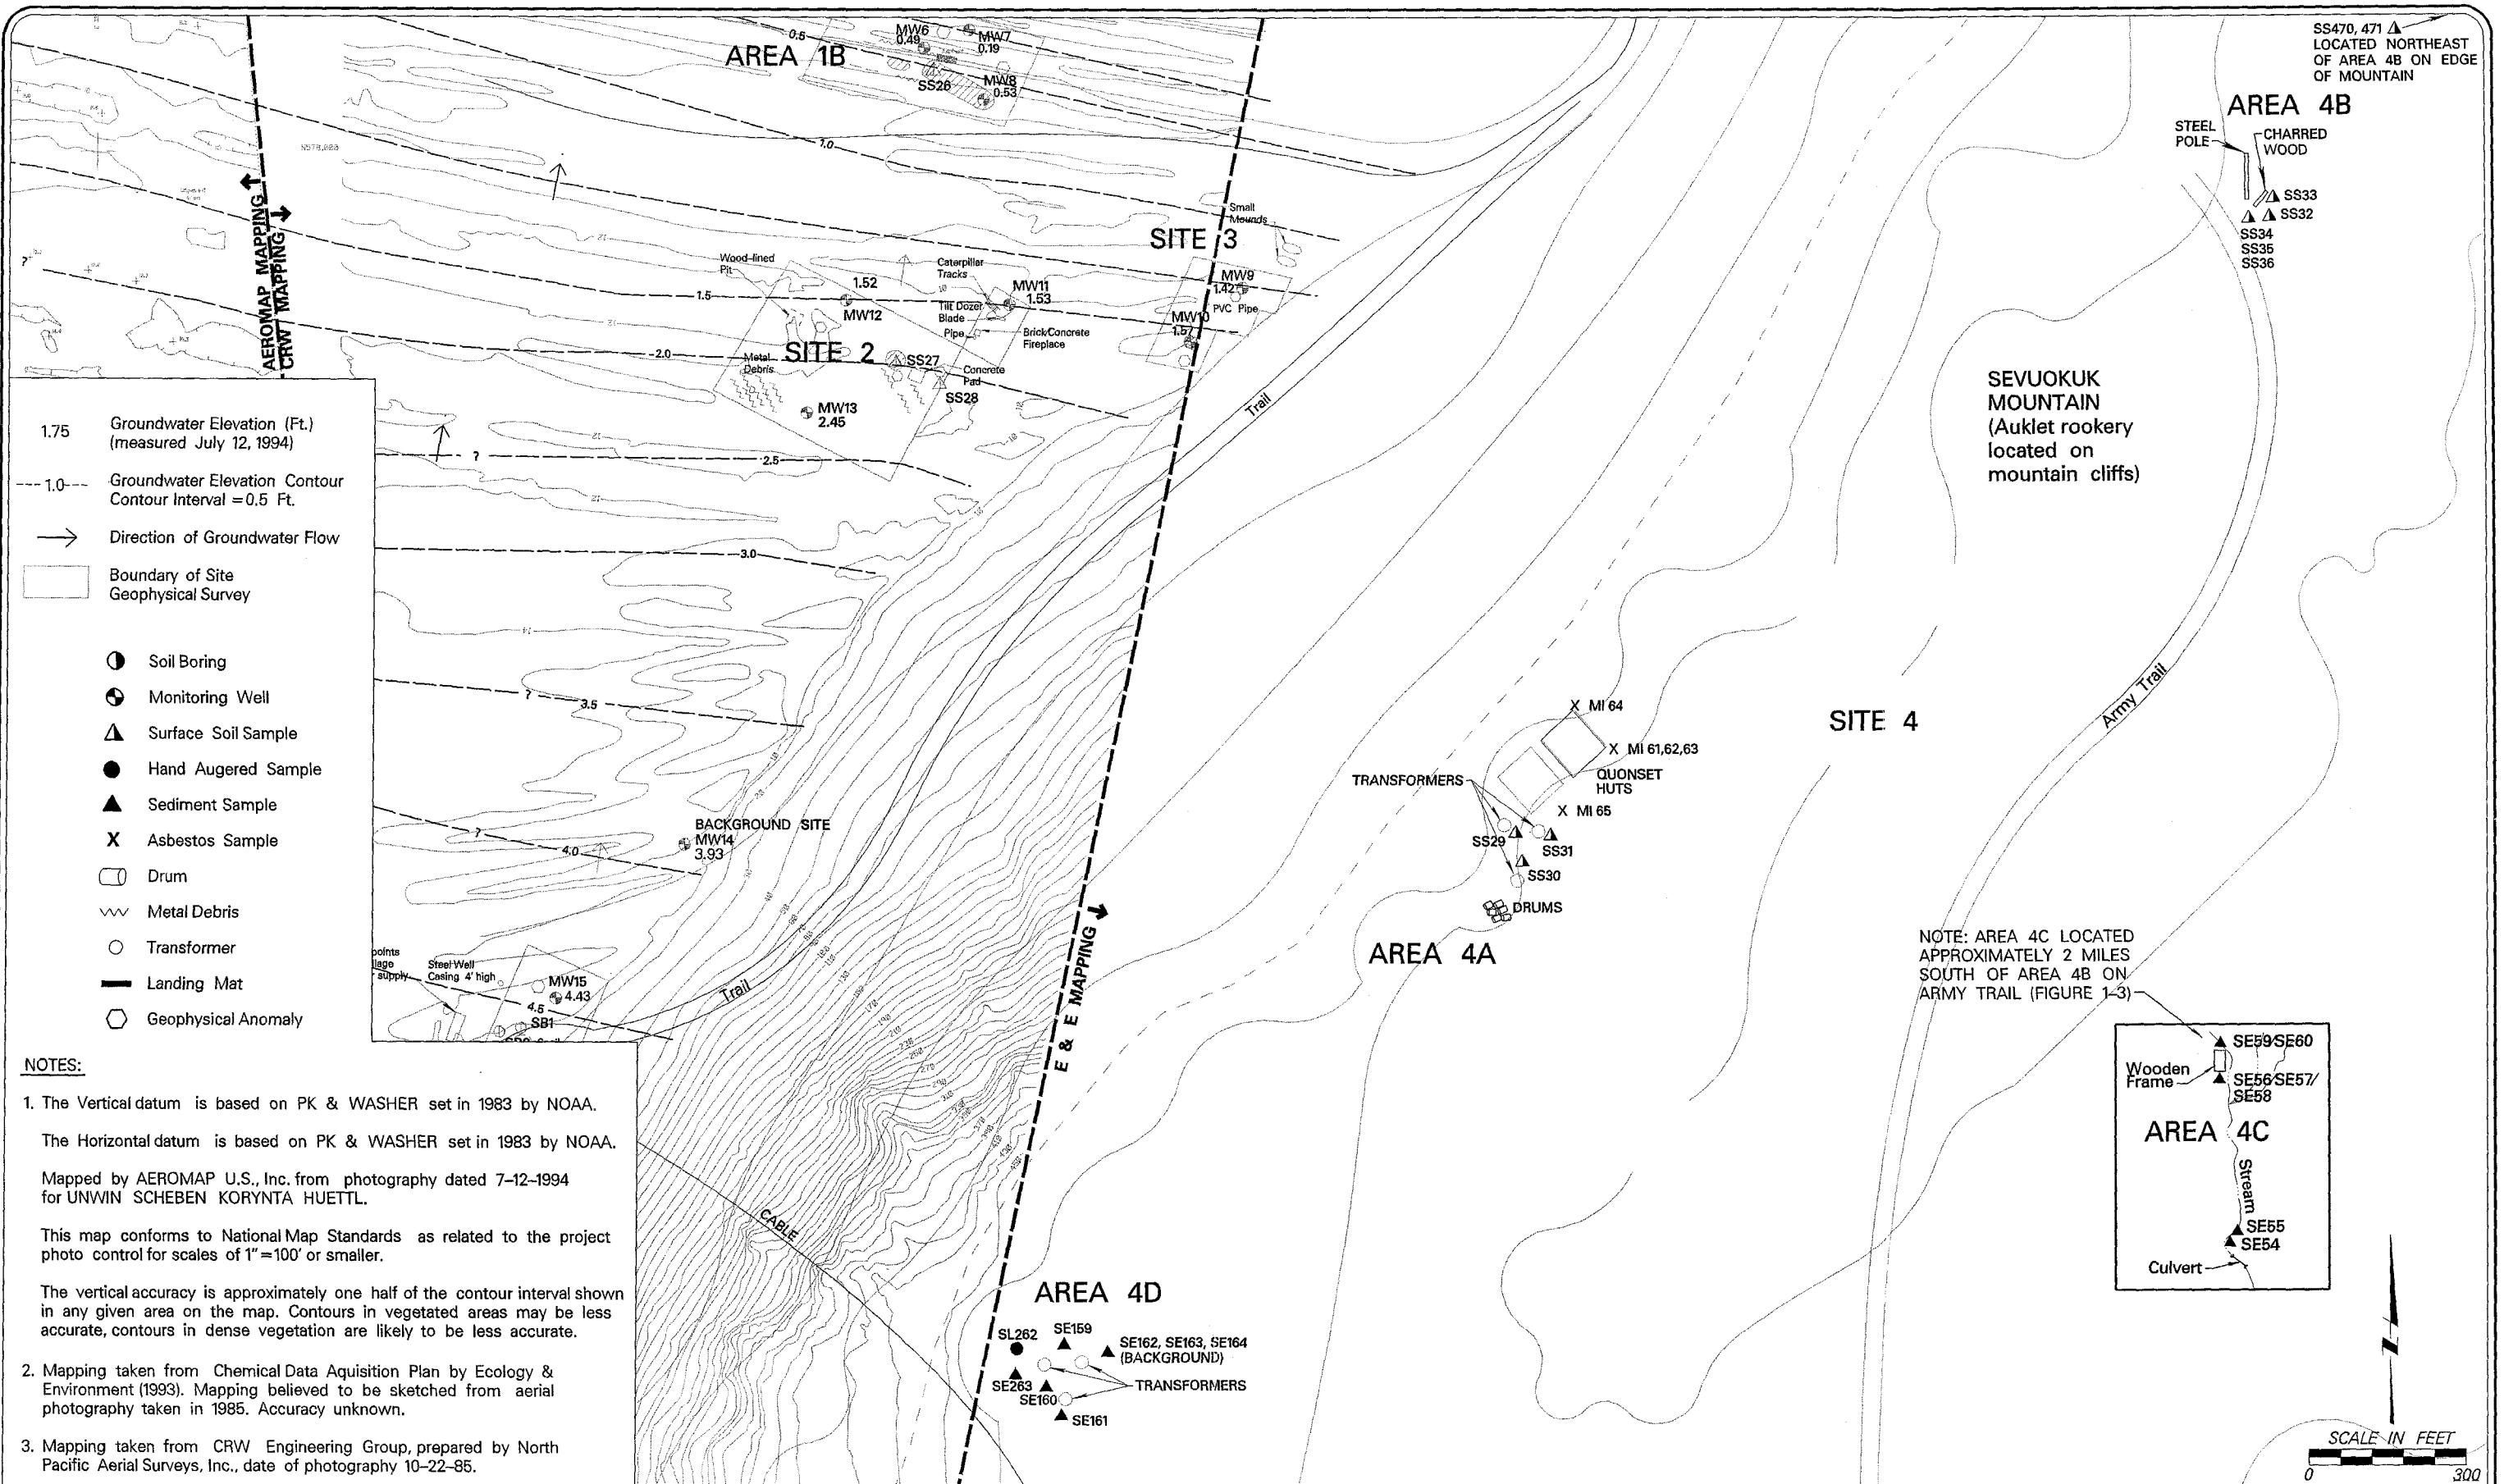 SS470, 471
LOCATED NORTHEAST
OF AREA 4B ON EDGE
OF MOUNTAIN
AREA 4B
STEEL
POLE
CHARRED
WOOD
SS33
SS32
SS34
SS35
SS36
AREA 1B
0.5
MW6
0.49
MW7
0.19
MW8
0.53
SS26
1.0
N578,000
AEROMAP MAPPING
CRW MAPPING
Small
Mounds
SITE 3
MW9
1.42
PVC Pipe
MW10
1.57
Wood-lined
Pit
1.52
MW12
Caterpillar
Tracks
MW11
1.53
Tilt Dozer
Blade
Pipe
Brick/Concrete
Fireplace
1.5
SITE 2
2.0
Metal
Debris
SS27
Concrete
Pad
SS28
MW13
2.45
?
2.5
?
3.0
Trail
SEVUOKUK
MOUNTAIN
(Auklet rookery
located on
mountain cliffs)
1.75 Groundwater Elevation (Ft.)
(measured July 12, 1994)
---1.0--- Groundwater Elevation Contour
Contour Interval =0.5 Ft.
Direction of Groundwater Flow
Boundary of Site
Geophysical Survey
Soil Boring
Monitoring Well
Surface Soil Sample
Hand Augered Sample
Sediment Sample
X Asbestos Sample
Drum
Metal Debris
Transformer
Landing Mat
Geophysical Anomaly
? 3.5
? 4.0
BACKGROUND SITE
MW14
3.93
points
lage
supply
Steel Well
Casing 4' high
MW15
4.43
4.5
SB1
Trail
E & E MAPPING
X MI 64
X MI 61,62,63
QUONSET
HUTS
X MI 65
TRANSFORMERS
SS29
SS31
SS30
DRUMS
AREA 4A
SITE 4
Army Trail
NOTE: AREA 4C LOCATED
APPROXIMATELY 2 MILES
SOUTH OF AREA 4B ON
ARMY TRAIL (FIGURE 1-3)
SE59/SE60
Wooden
Frame
SE56/SE57/
SE58
AREA 4C
Stream
SE55
SE54
Culvert
CABLE
AREA 4D
SL262
SE159
SE162, SE163, SE164
(BACKGROUND)
SE263
SE160
TRANSFORMERS
SE161
NOTES:
1. The Vertical datum is based on PK & WASHER set in 1983 by NOAA.
The Horizontal datum is based on PK & WASHER set in 1983 by NOAA.
Mapped by AEROMAP U.S., Inc. from photography dated 7-12-1994
for UNWIN SCHEBEN KORYNTA HUETTL.
This map conforms to National Map Standards as related to the project
photo control for scales of 1"=100' or smaller.
The vertical accuracy is approximately one half of the contour interval shown
in any given area on the map. Contours in vegetated areas may be less
accurate, contours in dense vegetation are likely to be less accurate.
2. Mapping taken from Chemical Data Aquisition Plan by Ecology &
Environment (1993). Mapping believed to be sketched from aerial
photography taken in 1985. Accuracy unknown.
3. Mapping taken from CRW Engineering Group, prepared by North
Pacific Aerial Surveys, Inc., date of photography 10-22-85.
N
SCALE IN FEET
0 300